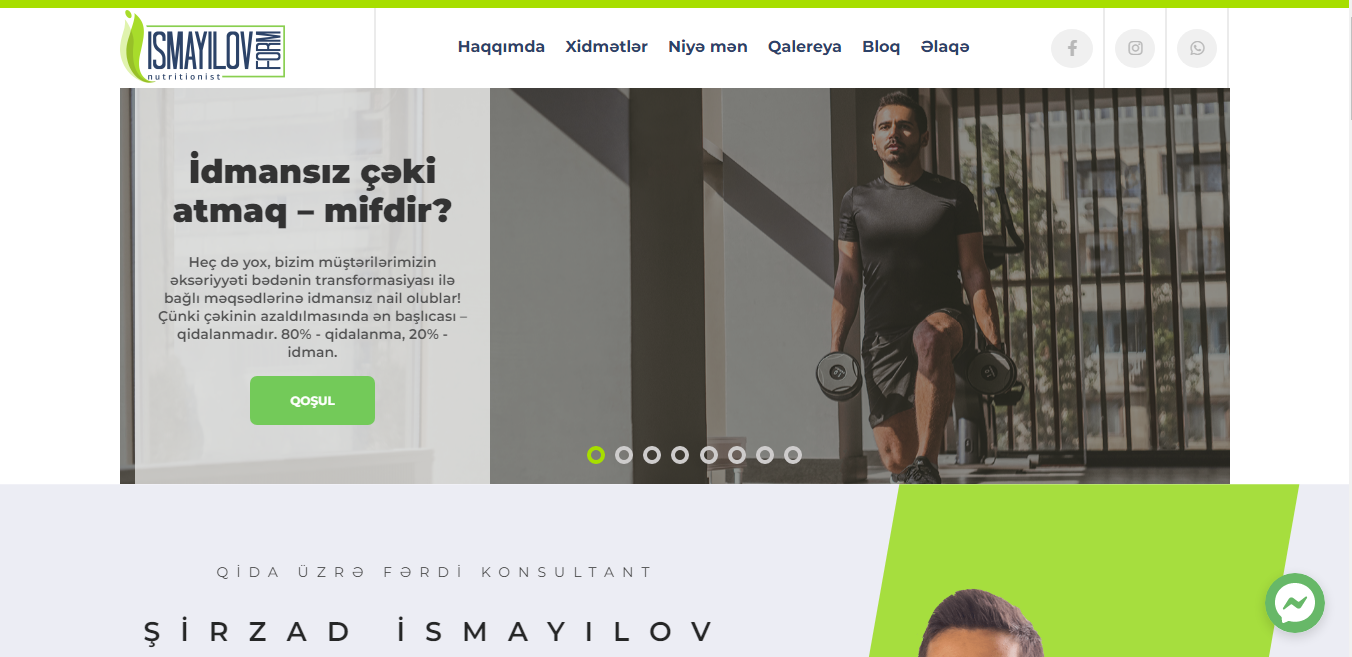 ISMAYILOV FORM
nutritionist
Haqqımda Xidmətlər Niyə mən Qalereya Bloq Əlaqə
İdmansız çəki
atmaq – mifdir?
Heç də yox, bizim müştərilərimizin
əksəriyyəti bədənin transformasiyası ilə
bağlı məqsədlərinə idmansız nail olublar!
Çünki çəkinin azaldılmasında ən başlıcası –
qidalanmadır. 80% - qidalanma, 20% -
idman.
QOŞUL
QİDA ÜZRƏ FƏRDİ KONSULTANT
ŞİRZAD İSMAYILOV